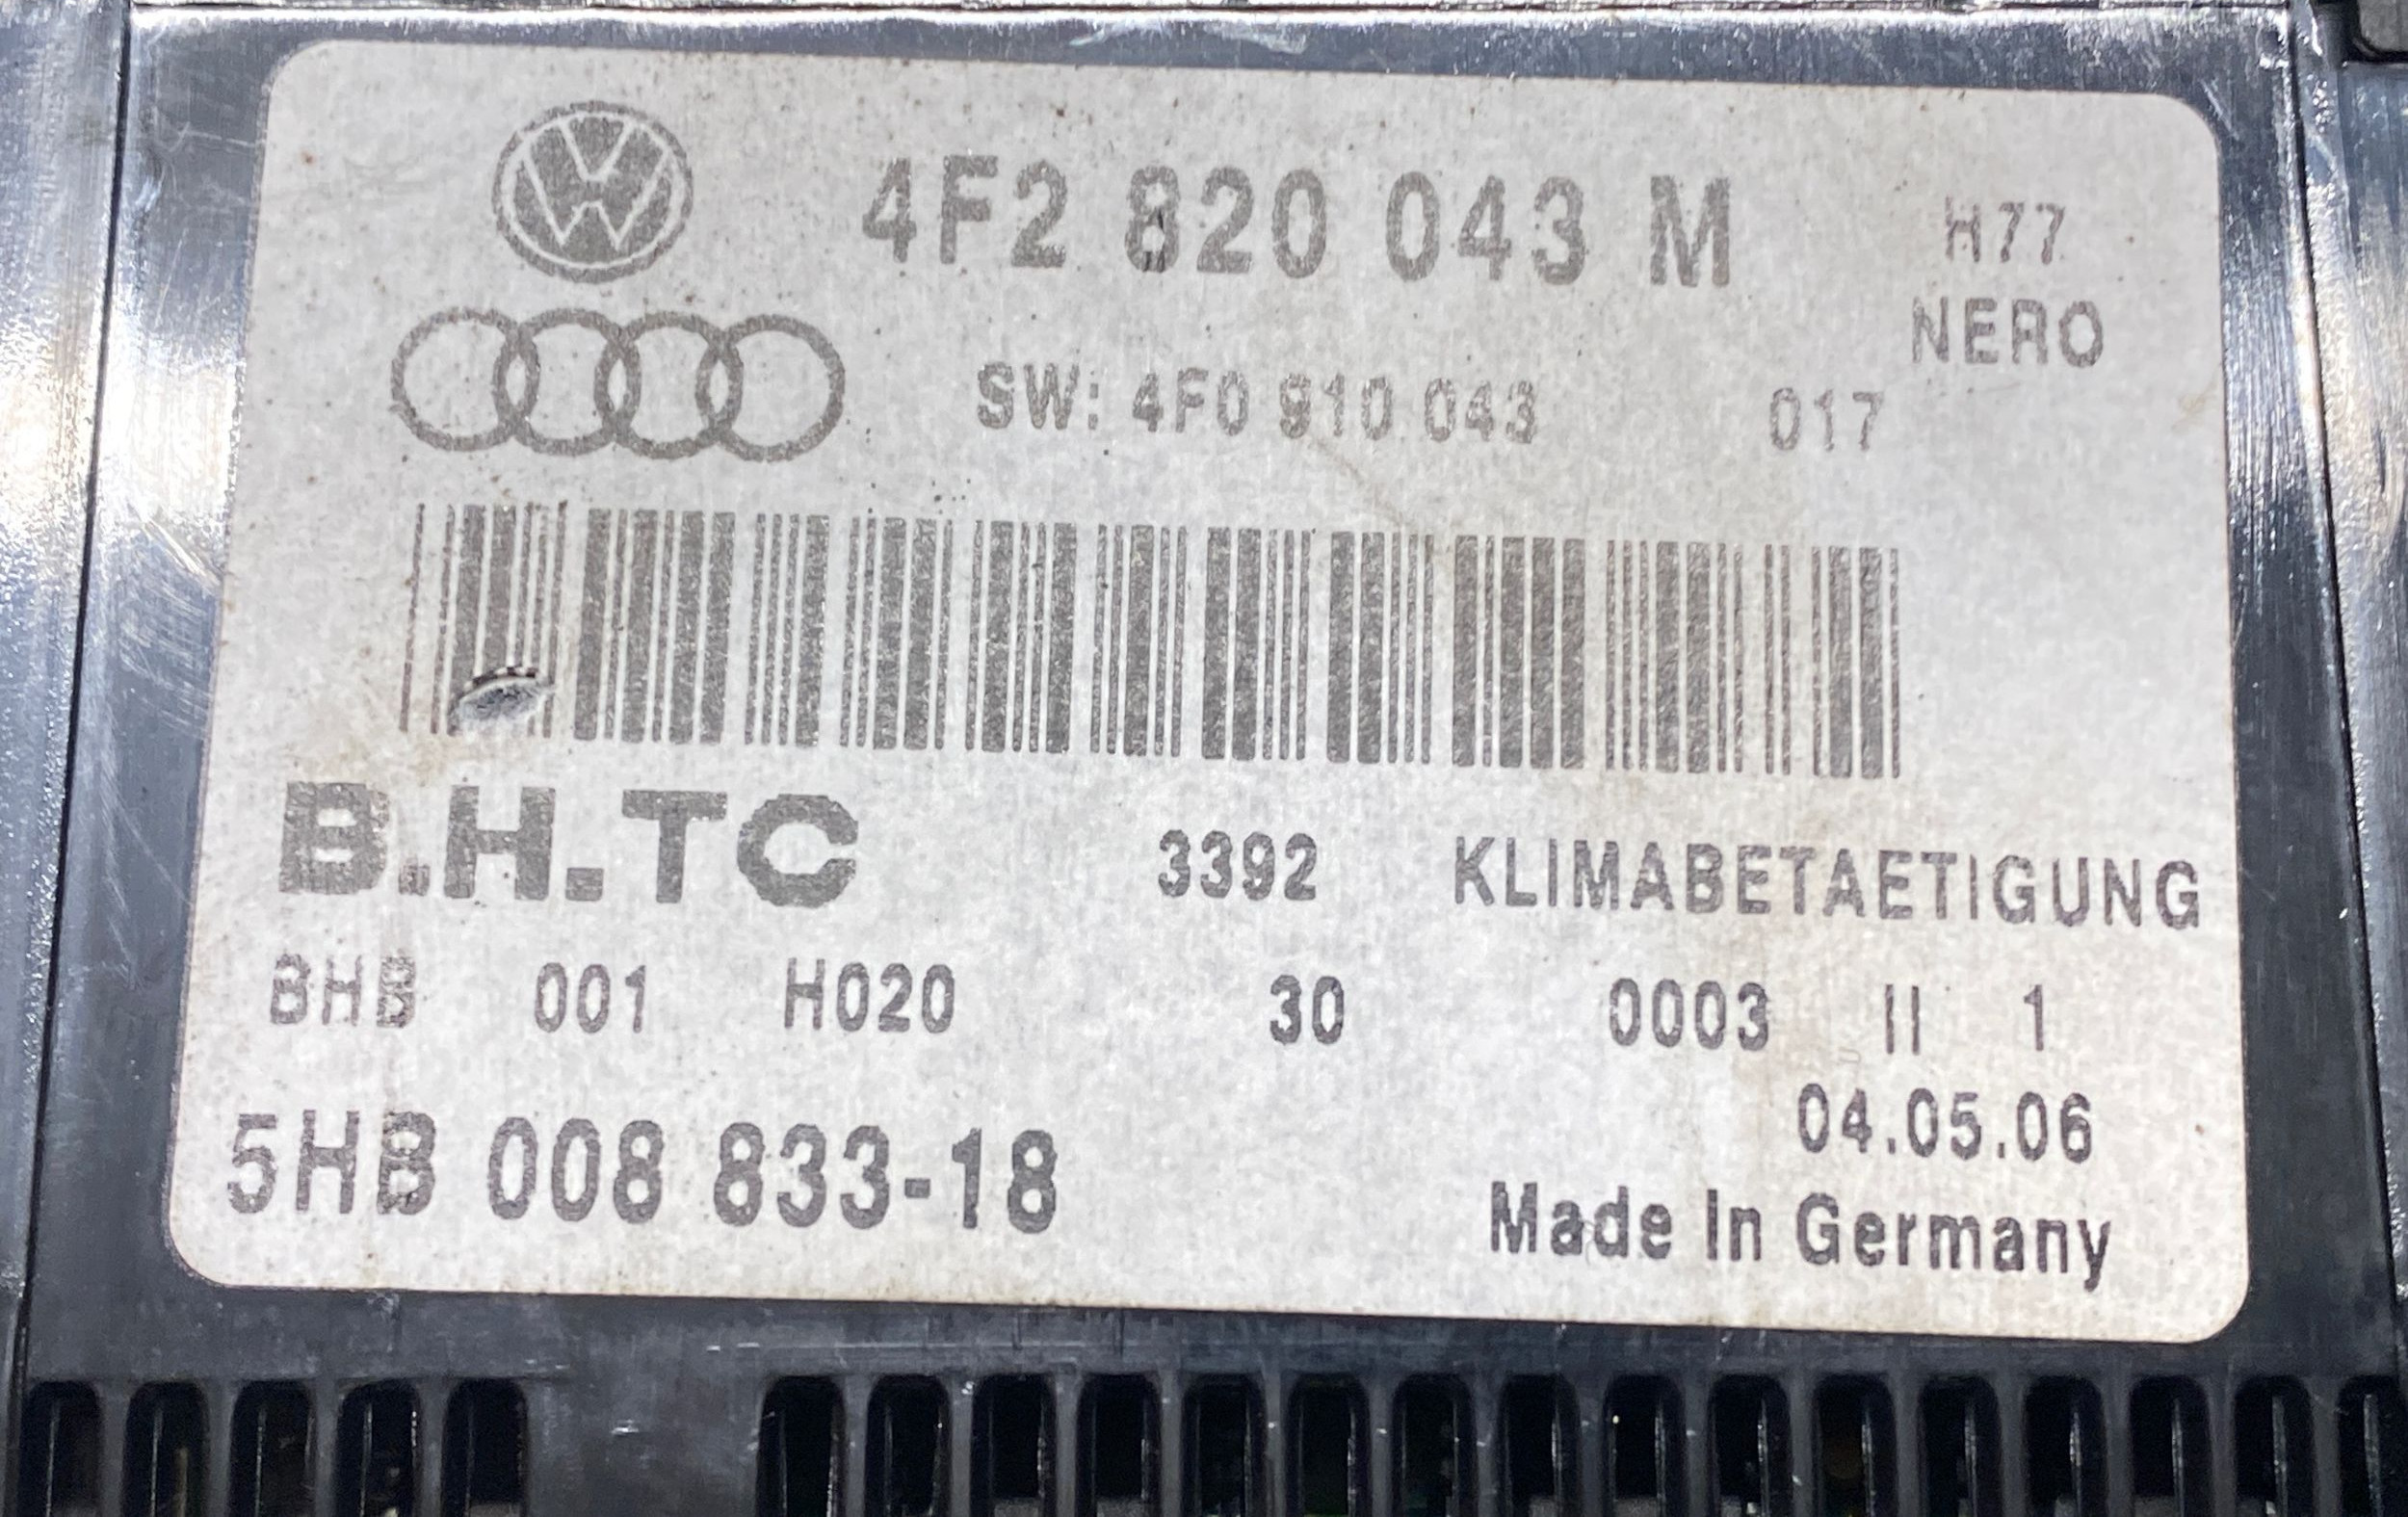 4F2 820 043 M
H77
NERO
SW: 4F0 910 043 017
B.H.TC 3392 KLIMABETAETIGUNG
BHB 001 H020 30 0003 II 1
04.05.06
5HB 008 833-18
Made In Germany